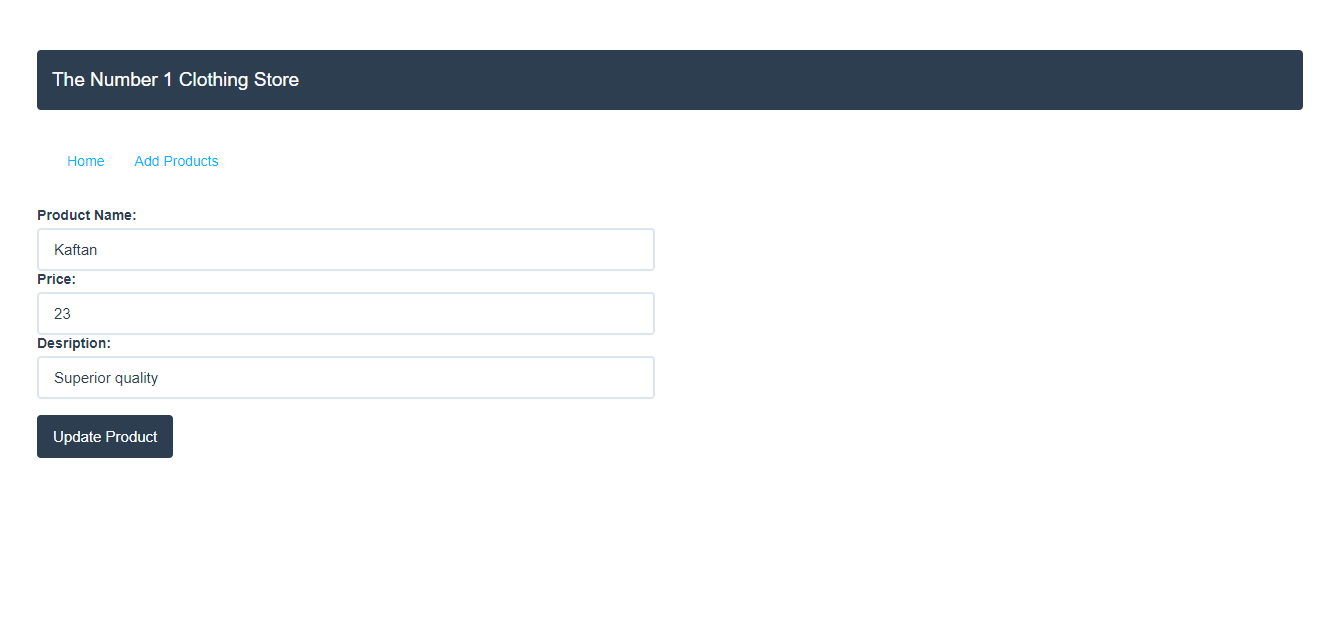 The Number 1 Clothing Store
Home Add Products
Product Name:
Kaftan
Price:
23
Desription:
Superior quality
Update Product